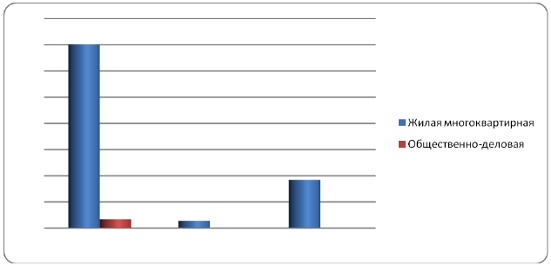 Жилая многоквартирная
Общественно-деловая